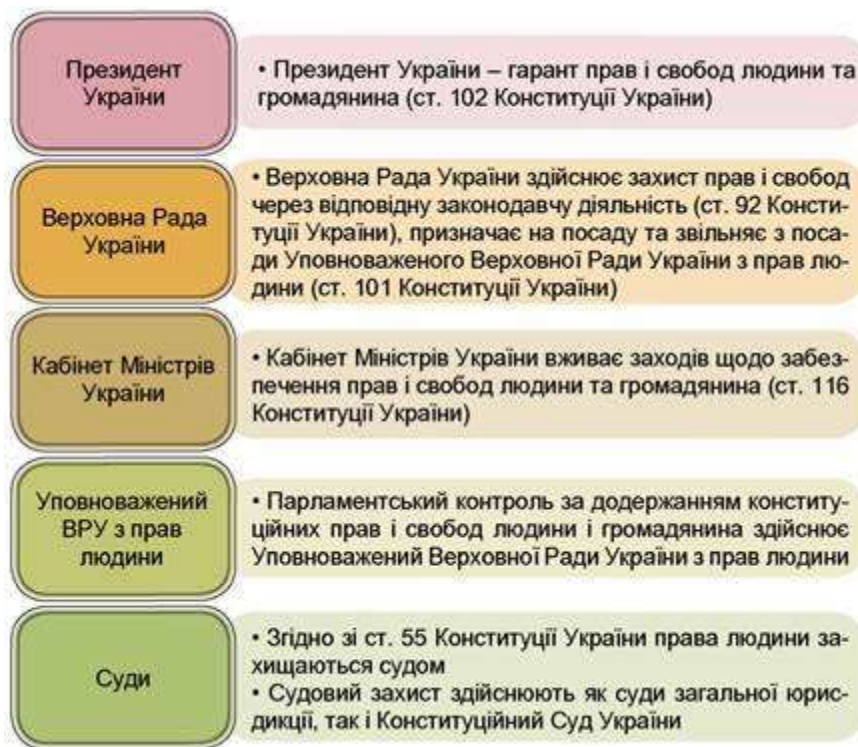 Президент
України
• Президент України – гарант прав і свобод людини та
громадянина (ст. 102 Конституції України)
Верховна Рада
України
• Верховна Рада України здійснює захист прав і свобод
через відповідну законодавчу діяльність (ст. 92 Консти-
туції України), призначає на посаду та звільняє з поса-
ди Уповноваженого Верховної Ради України з прав лю-
дини (ст. 101 Конституції України)
Кабінет Міністрів
України
• Кабінет Міністрів України вживає заходів щодо забез-
печення прав і свобод людини та громадянина (ст. 116
Конституції України)
Уповноважений
ВРУ з прав
людини
• Парламентський контроль за додержанням конститу-
ційних прав і свобод людини і громадянина здійснює
Уповноважений Верховної Ради України з прав людини
Суди
• Згідно зі ст. 55 Конституції України права людини за-
хищаються судом
• Судовий захист здійснюють як суди загальної юрис-
дикції, так і Конституційний Суд України